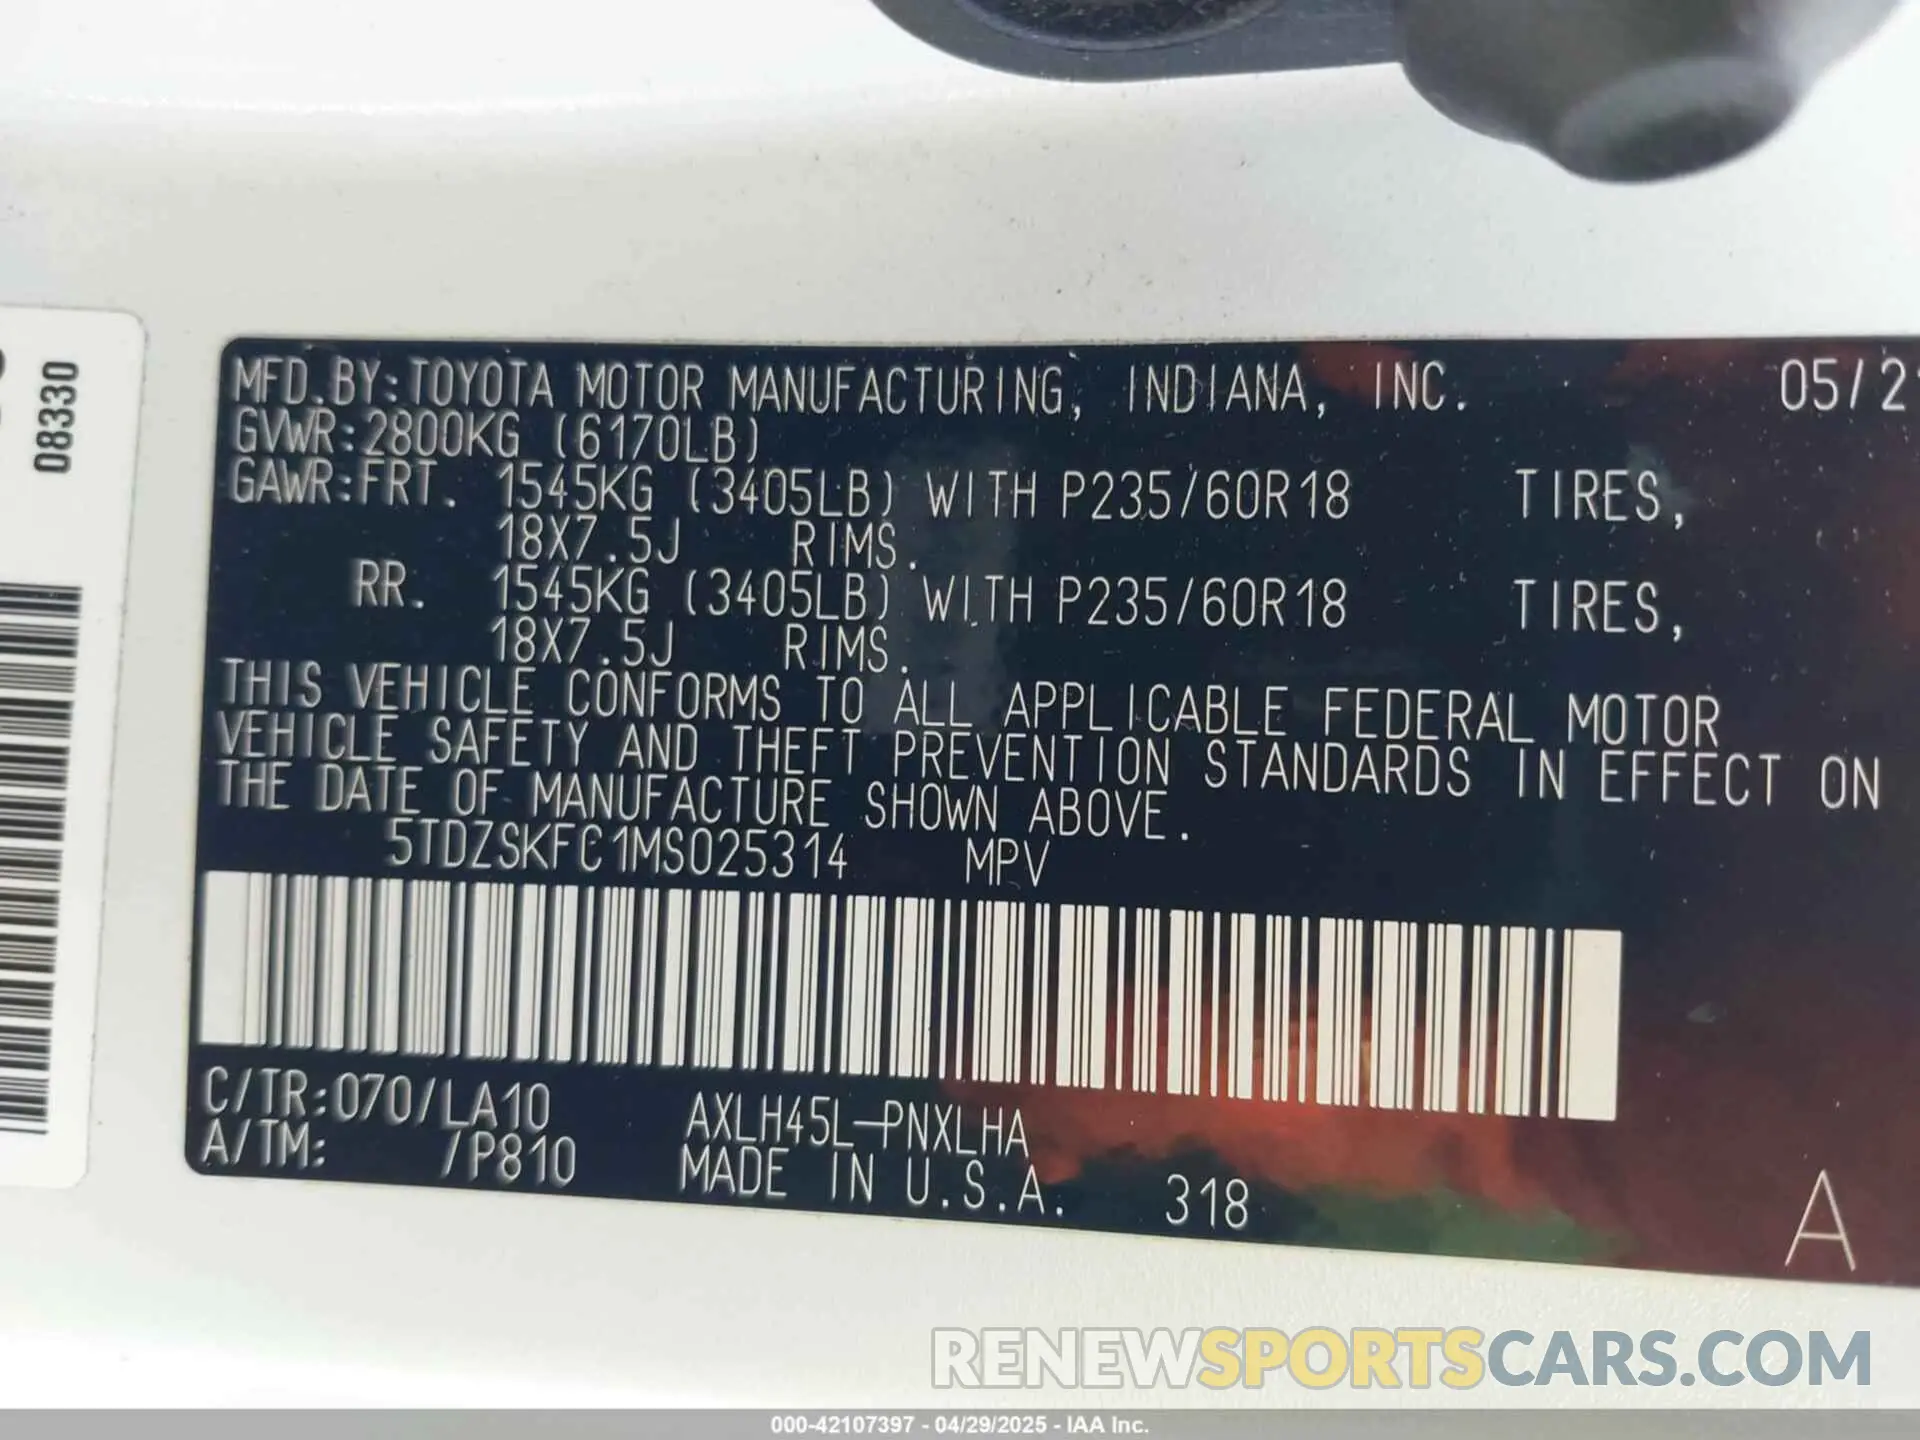 08330
MFD.BY:TOYOTA MOTOR MANUFACTURING, INDIANA, INC. 05/21
GVWR:2800KG (6170LB)
GAWR:FRT. 1545KG (3405LB) WITH P235/60R18 TIRES,
18X7.5J RIMS.
RR. 1545KG (3405LB) WITH P235/60R18 TIRES,
18X7.5J RIMS.
THIS VEHICLE CONFORMS TO ALL APPLICABLE FEDERAL MOTOR
VEHICLE SAFETY AND THEFT PREVENTION STANDARDS IN EFFECT ON
THE DATE OF MANUFACTURE SHOWN ABOVE.
5TDZSKFC1MS025314 MPV
C/TR:070/LA10 AXLH45L-PNXLHA
A/TM: /P810 MADE IN U.S.A. 318 A
RENEWSPORTSCARS.COM
000-42107397 - 04/29/2025 - IAA Inc.